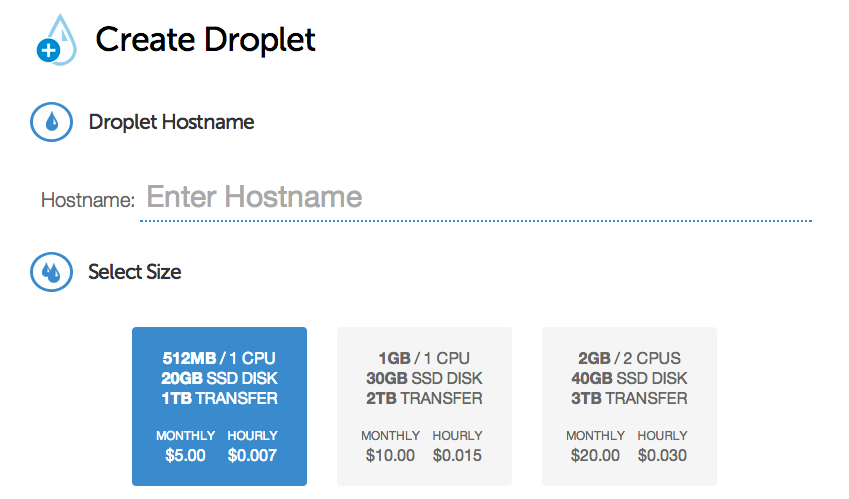 Create Droplet
Droplet Hostname
Hostname: Enter Hostname
Select Size
512MB / 1 CPU
20GB SSD DISK
1TB TRANSFER
MONTHLY HOURLY
$5.00 $0.007
1GB / 1 CPU
30GB SSD DISK
2TB TRANSFER
MONTHLY HOURLY
$10.00 $0.015
2GB / 2 CPUS
40GB SSD DISK
3TB TRANSFER
MONTHLY HOURLY
$20.00 $0.030